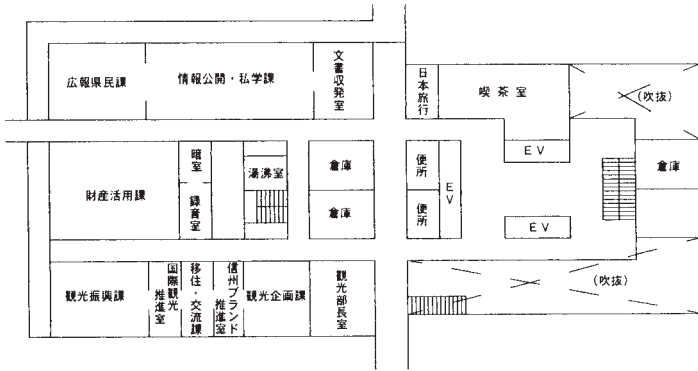 広報県民課
情報公開・私学課
文書収発室
日本旅行
喫茶室
(吹抜)
EV
財産活用課
暗室
録音室
湯沸室
倉庫
倉庫
便所
便所
EV
倉庫
EV
観光振興課
国際観光
推進室
移住・交流課
信州ブランド
推進室
観光企画課
観光部長室
(吹抜)